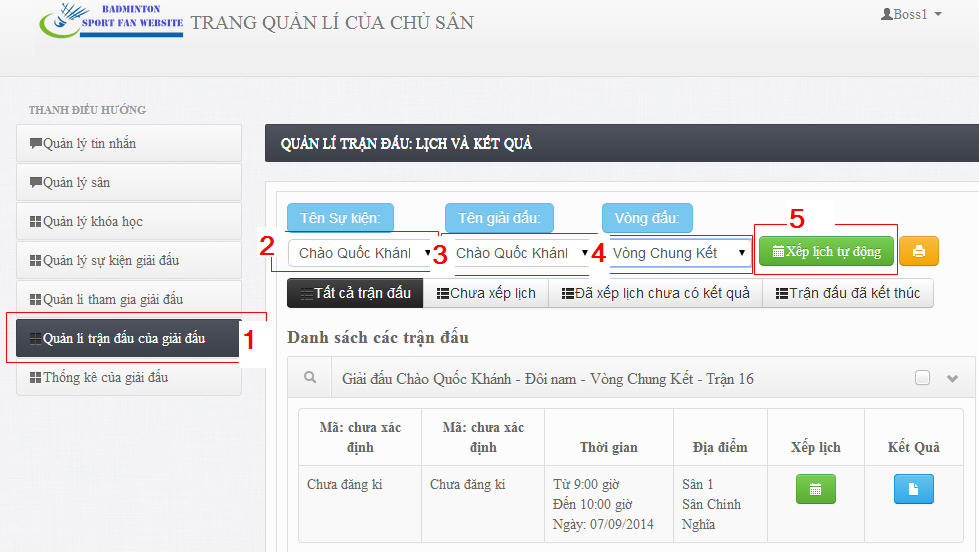 BADMINTON
SPORT FAN WEBSITE
TRANG QUẢN LÍ CỦA CHỦ SÂN
Boss1
THANH ĐIỀU HƯỚNG
Quản lý tin nhắn
Quản lý sân
Quản lý khóa học
Quản lý sự kiện giải đấu
Quản lí tham gia giải đấu
Quản lí trận đấu của giải đấu
1
Thống kê của giải đấu
QUẢN LÍ TRẬN ĐẤU: LỊCH VÀ KẾT QUẢ
Tên Sự kiện: Tên giải đấu: Vòng đấu: 5
2 Chào Quốc Khánl 3 Chào Quốc Khánl 4 Vòng Chung Kết Xếp lịch tự động
Tất cả trận đấu Chưa xếp lịch Đã xếp lịch chưa có kết quả Trận đấu đã kết thúc
Danh sách các trận đấu
Giải đấu Chào Quốc Khánh - Đôi nam - Vòng Chung Kết - Trận 16
Mã: chưa xác định Mã: chưa xác định Thời gian Địa điểm Xếp lịch Kết Quả
Chưa đăng kí Chưa đăng kí Từ 9:00 giờ Sân 1
Đến 10:00 giờ Sân Chính
Ngày: 07/09/2014 Nghĩa